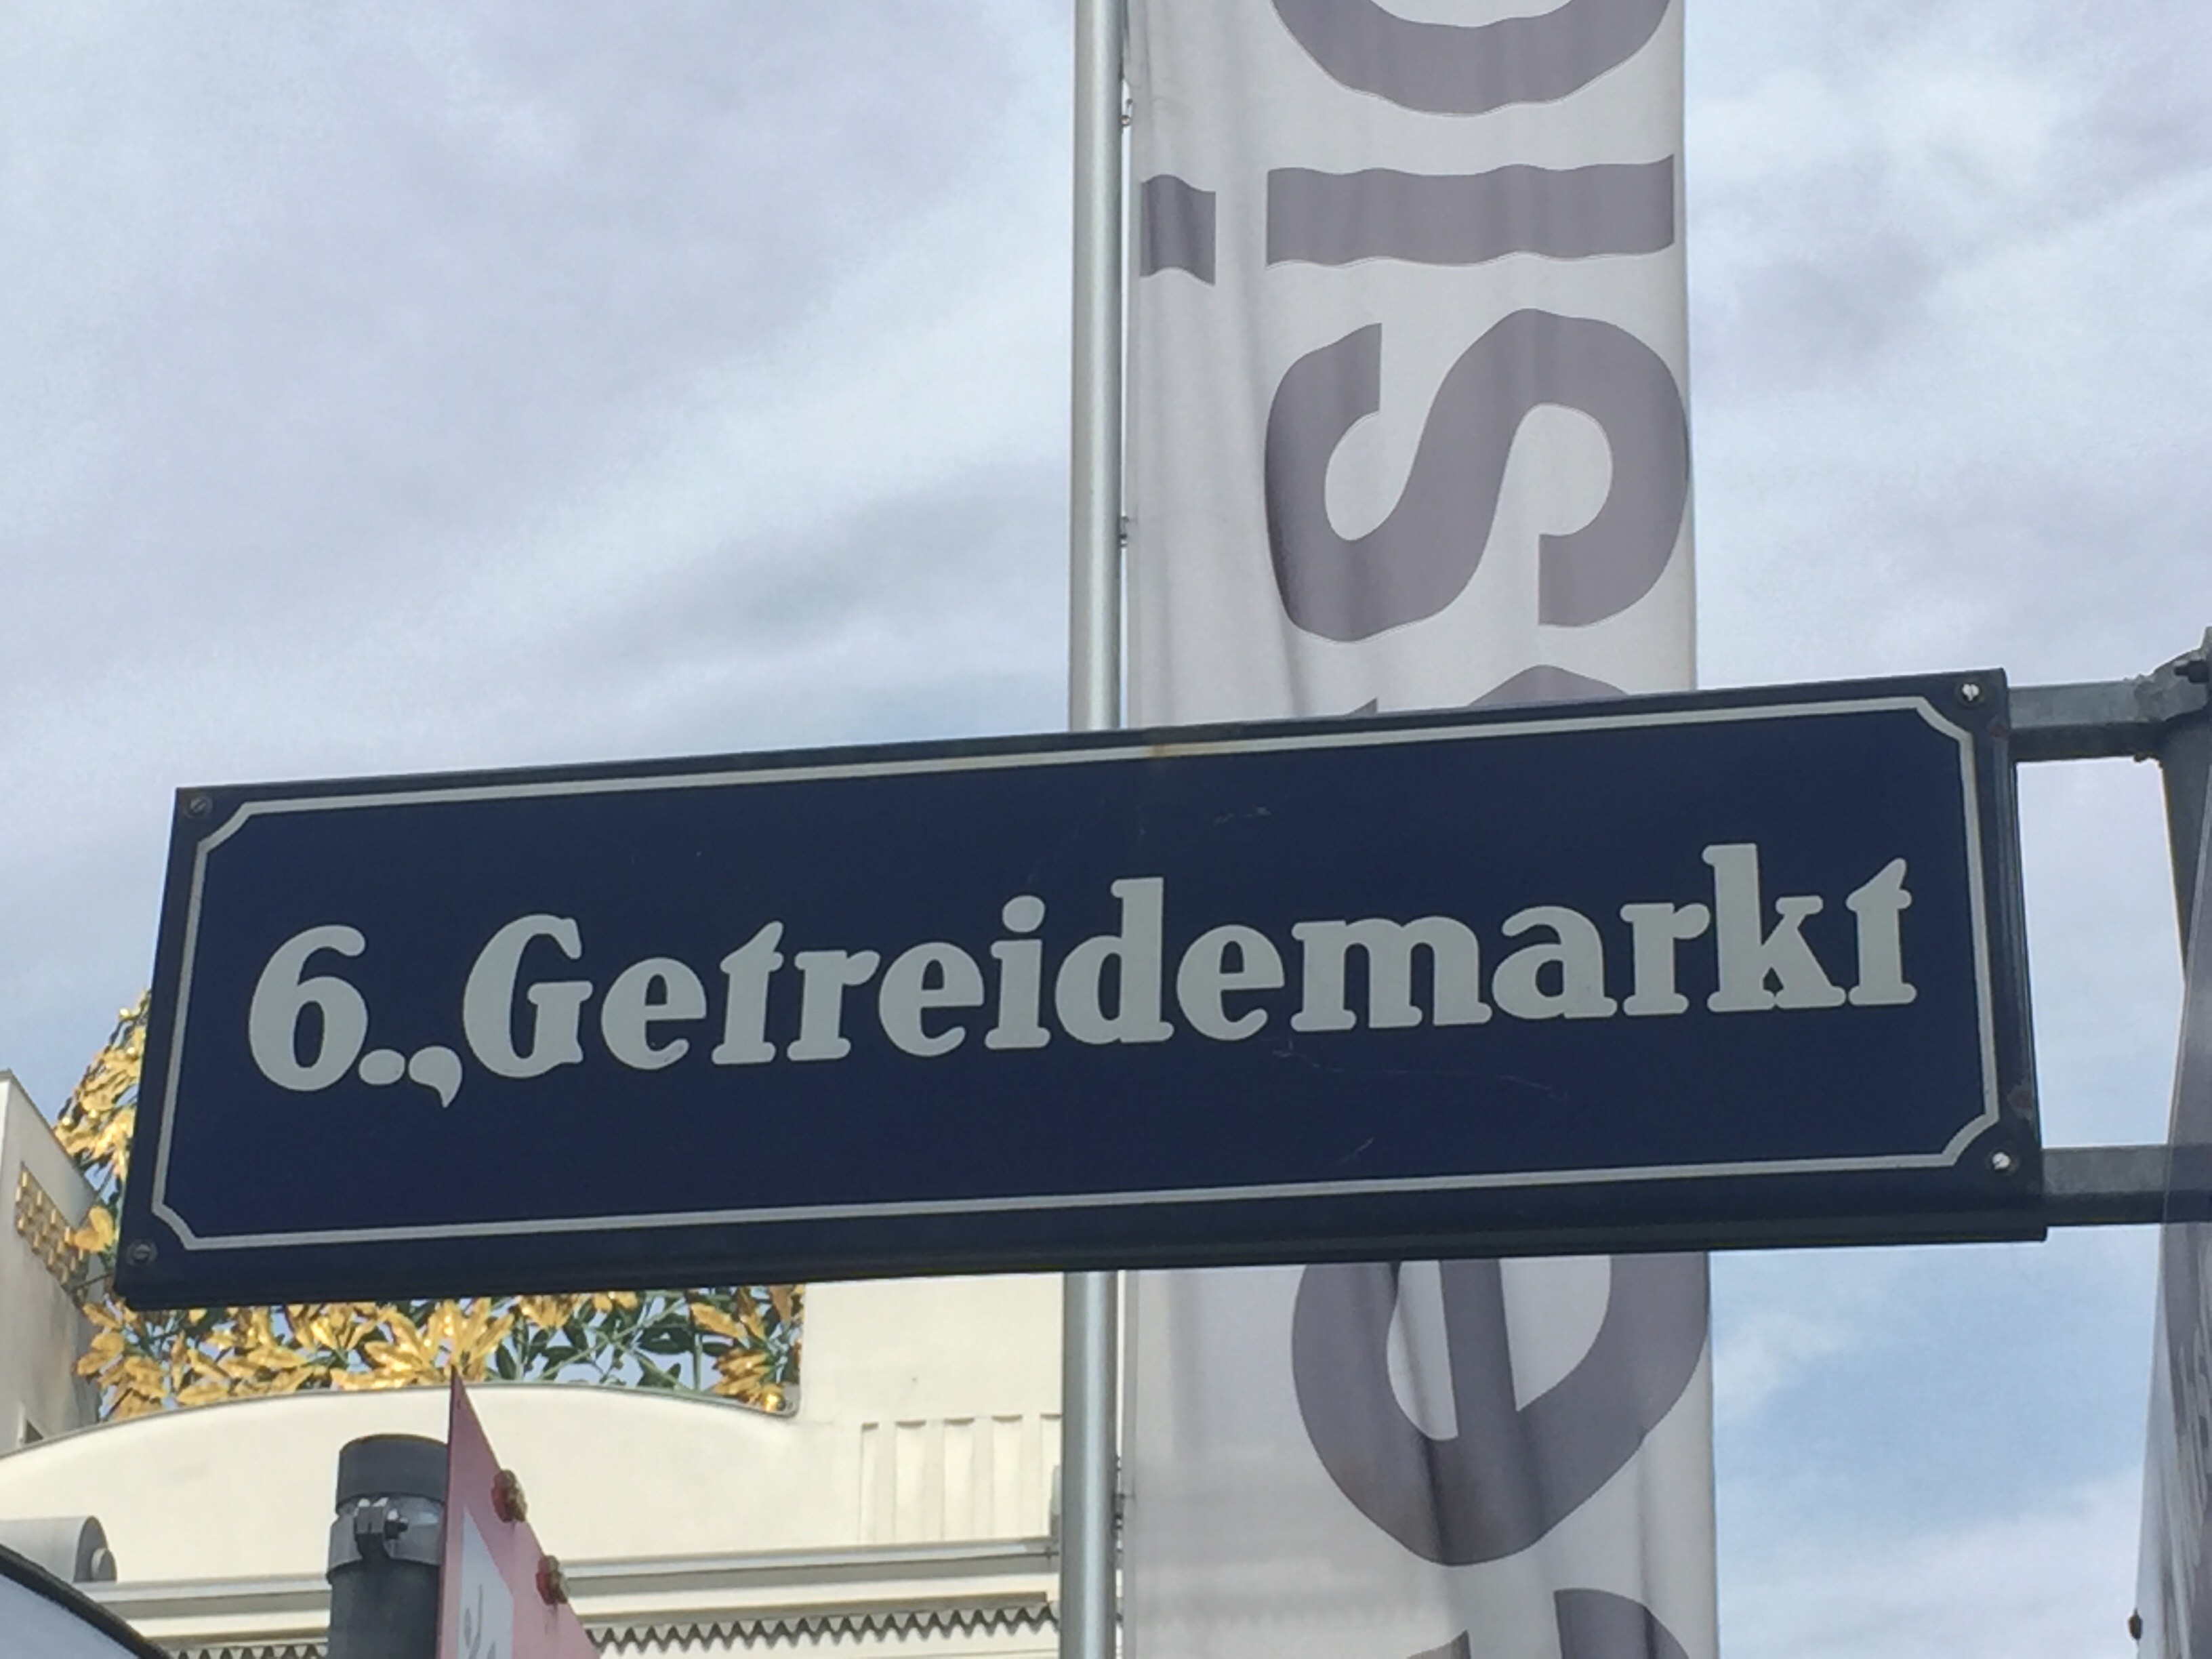 6., Getreidemarkt